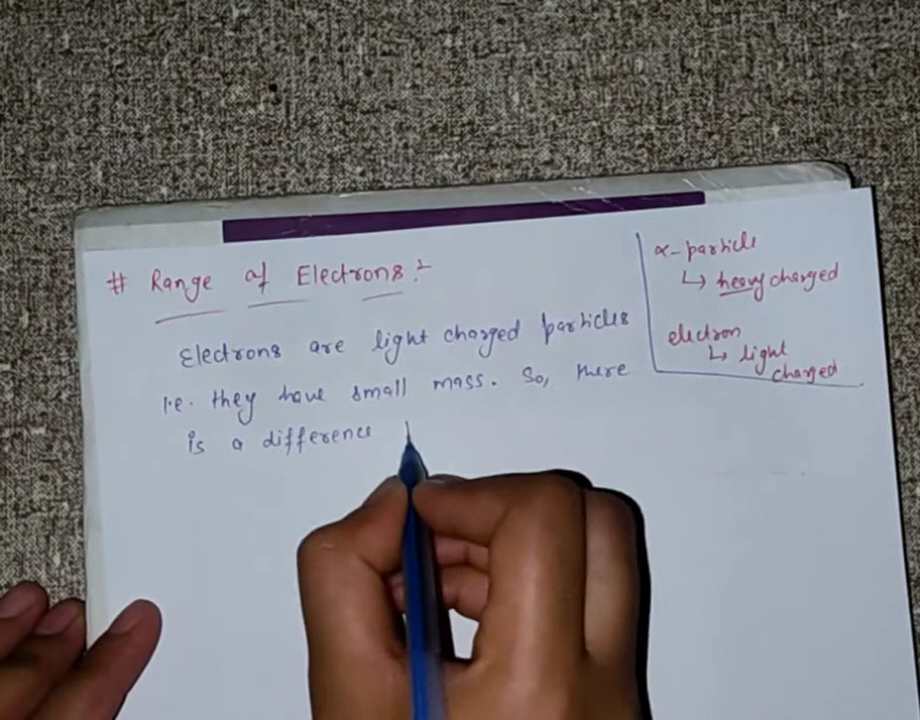 # Range of Electrons :-
Electrons are light charged particles
i.e. they have small mass. So, there
is a difference
α-particle
↳ heavy charged
electron
↳ light
charged